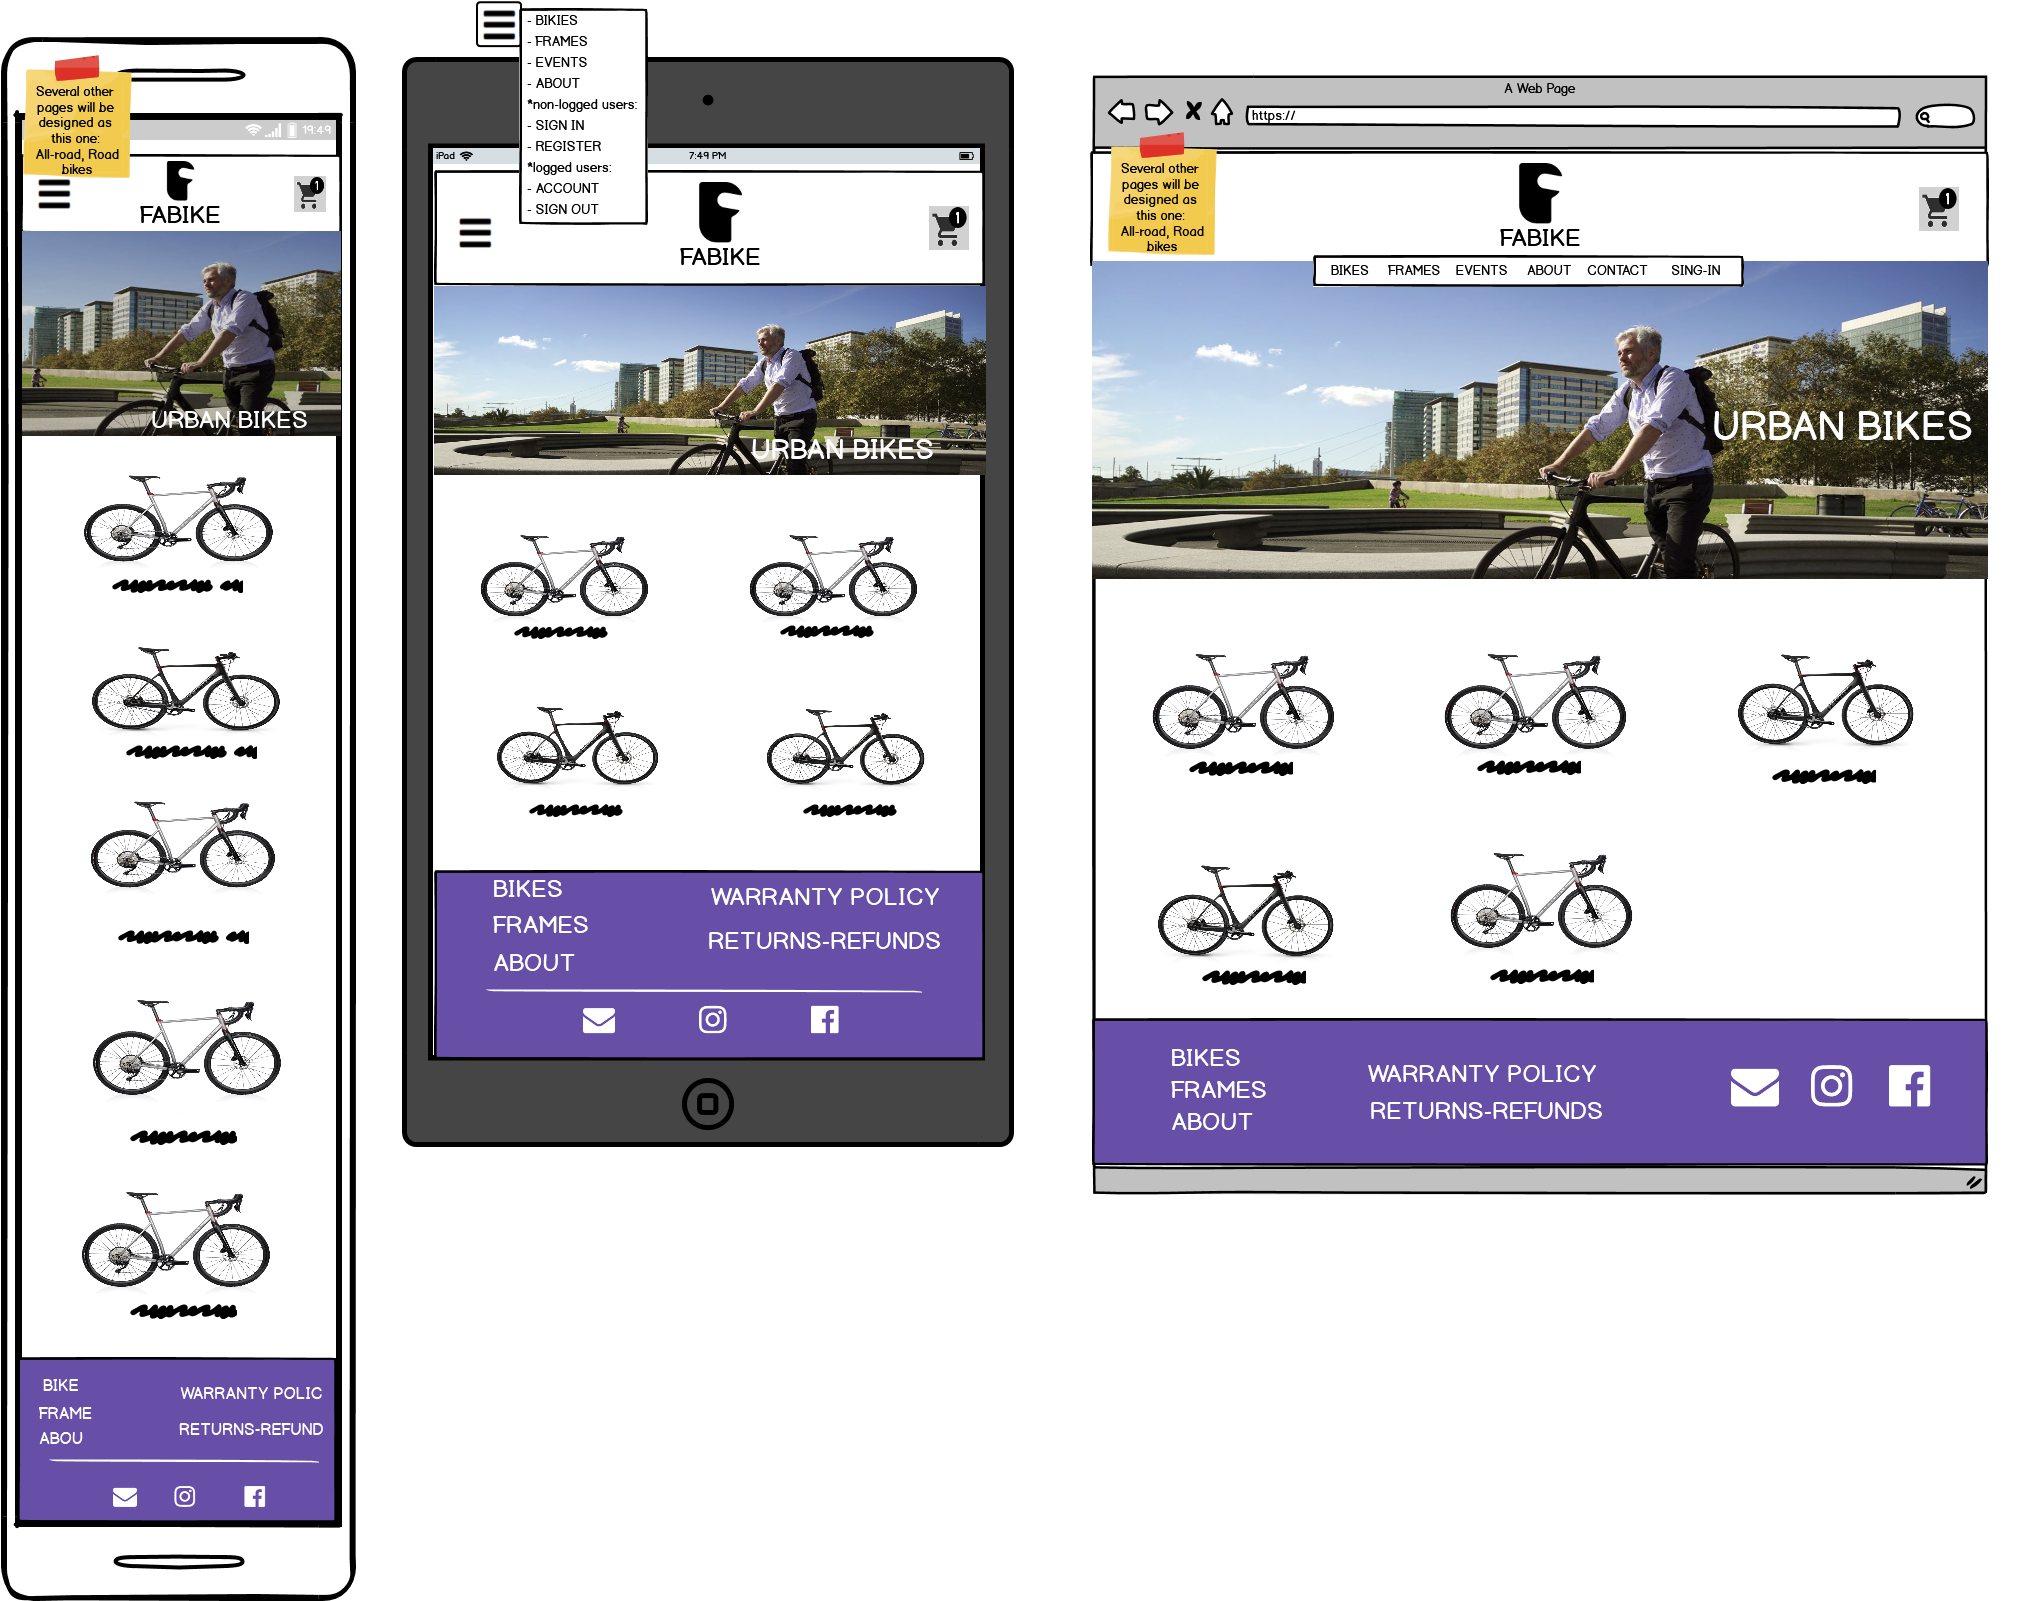 Several other
pages will be
designed as
this one:
All-road, Road
bikes
19:49
1
FABIKE
URBAN BIKES
BIKE
FRAME
ABOU
WARRANTY POLIC
RETURNS-REFUND
- BIKIES
- FRAMES
- EVENTS
- ABOUT
*non-logged users:
- SIGN IN
- REGISTER
*logged users:
- ACCOUNT
- SIGN OUT
iPad
7:49 PM
1
FABIKE
URBAN BIKES
BIKES
FRAMES
ABOUT
WARRANTY POLICY
RETURNS-REFUNDS
A Web Page
https://
Several other
pages will be
designed as
this one:
All-road, Road
bikes
1
FABIKE
BIKES FRAMES EVENTS ABOUT CONTACT SING-IN
URBAN BIKES
BIKES
FRAMES
ABOUT
WARRANTY POLICY
RETURNS-REFUNDS